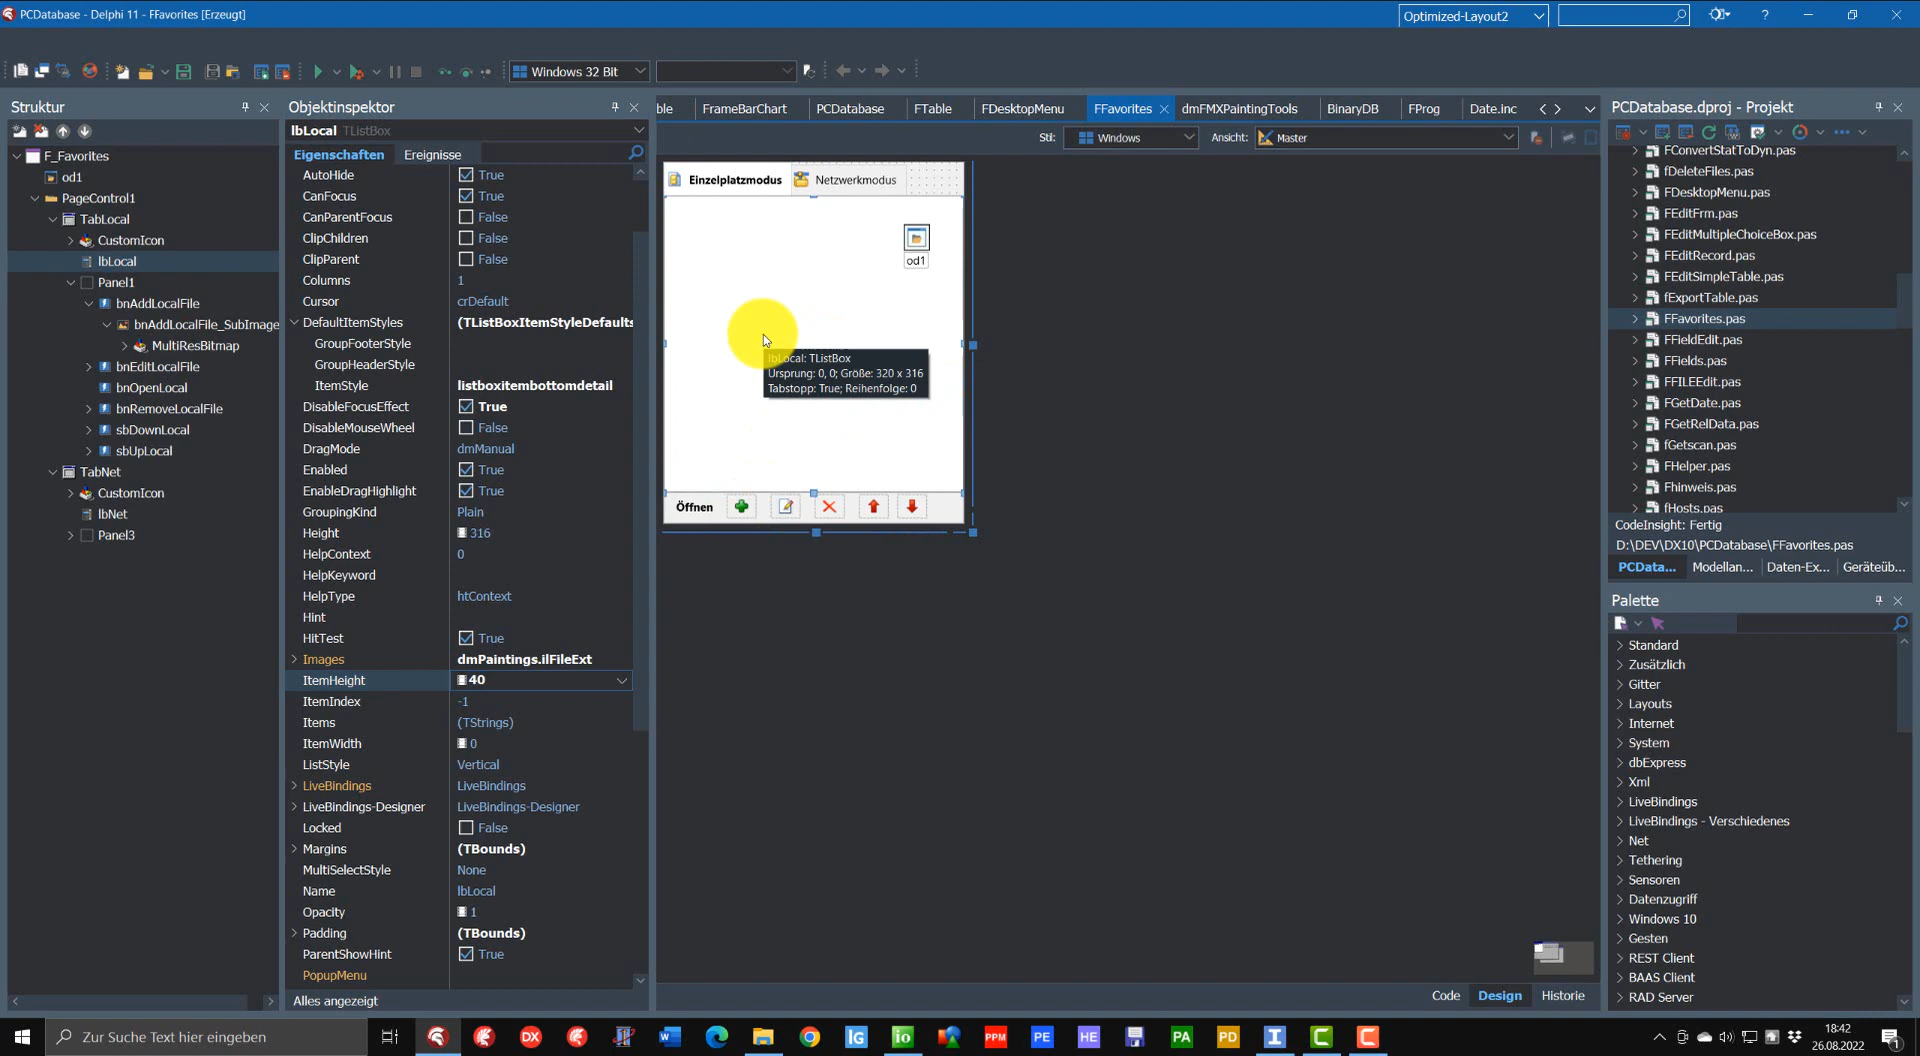 PCDatabase - Delphi 11 - FFavorites [Erzeugt]
Optimized-Layout2
Windows 32 Bit
Struktur
F_Favorites
od1
PageControl1
TabLocal
CustomIcon
lbLocal
Panel1
bnAddLocalFile
bnAddLocalFile_SubImage
MultiResBitmap
bnEditLocalFile
bnOpenLocal
bnRemoveLocalFile
sbDownLocal
sbUpLocal
TabNet
CustomIcon
lbNet
Panel3
Objektinspektor
lbLocal TListBox
Eigenschaften Ereignisse
AutoHide True
CanFocus True
CanParentFocus False
ClipChildren False
ClipParent False
Columns 1
Cursor crDefault
DefaultItemStyles (TListBoxItemStyleDefaults
GroupFooterStyle
GroupHeaderStyle
ItemStyle listboxitembottomdetail
DisableFocusEffect True
DisableMouseWheel False
DragMode dmManual
Enabled True
EnableDragHighlight True
GroupingKind Plain
Height 316
HelpContext 0
HelpKeyword
HelpType htContext
Hint
HitTest True
Images dmPaintings.ilFileExt
ItemHeight 40
ItemIndex -1
Items (TStrings)
ItemWidth 0
ListStyle Vertical
LiveBindings LiveBindings
LiveBindings-Designer LiveBindings-Designer
Locked False
Margins (TBounds)
MultiSelectStyle None
Name lbLocal
Opacity 1
Padding (TBounds)
ParentShowHint True
PopupMenu
Alles angezeigt
ble FrameBarChart PCDatabase FTable FDesktopMenu FFavorites dmFMXPaintingTools BinaryDB FProg Date.inc
Stil: Windows Ansicht: Master
Einzelplatzmodus Netzwerkmodus
od1
lbLocal: TListBox
Ursprung: 0, 0; Größe: 320 x 316
Tabstopp: True; Reihenfolge: 0
Öffnen
Code Design Historie
PCDatabase.dproj - Projekt
FConvertStatToDyn.pas
fDeleteFiles.pas
FDesktopMenu.pas
FEditFrm.pas
FEditMultipleChoiceBox.pas
FEditRecord.pas
FEditSimpleTable.pas
fExportTable.pas
FFavorites.pas
FFieldEdit.pas
FFields.pas
FFILEEdit.pas
FGetDate.pas
FGetRelData.pas
fGetscan.pas
FHelper.pas
Fhinweis.pas
fHosts.pas
CodeInsight: Fertig
D:\DEV\DX10\PCDatabase\FFavorites.pas
PCData... Modellan... Daten-Ex... Geräteüb...
Palette
Standard
Zusätzlich
Gitter
Layouts
Internet
System
dbExpress
Xml
LiveBindings
LiveBindings - Verschiedenes
Net
Tethering
Sensoren
Datenzugriff
Windows 10
Gesten
REST Client
BAAS Client
RAD Server
Zur Suche Text hier eingeben
DX
IG
io
PPM
PE
HE
PA
PD
18:42
26.08.2022